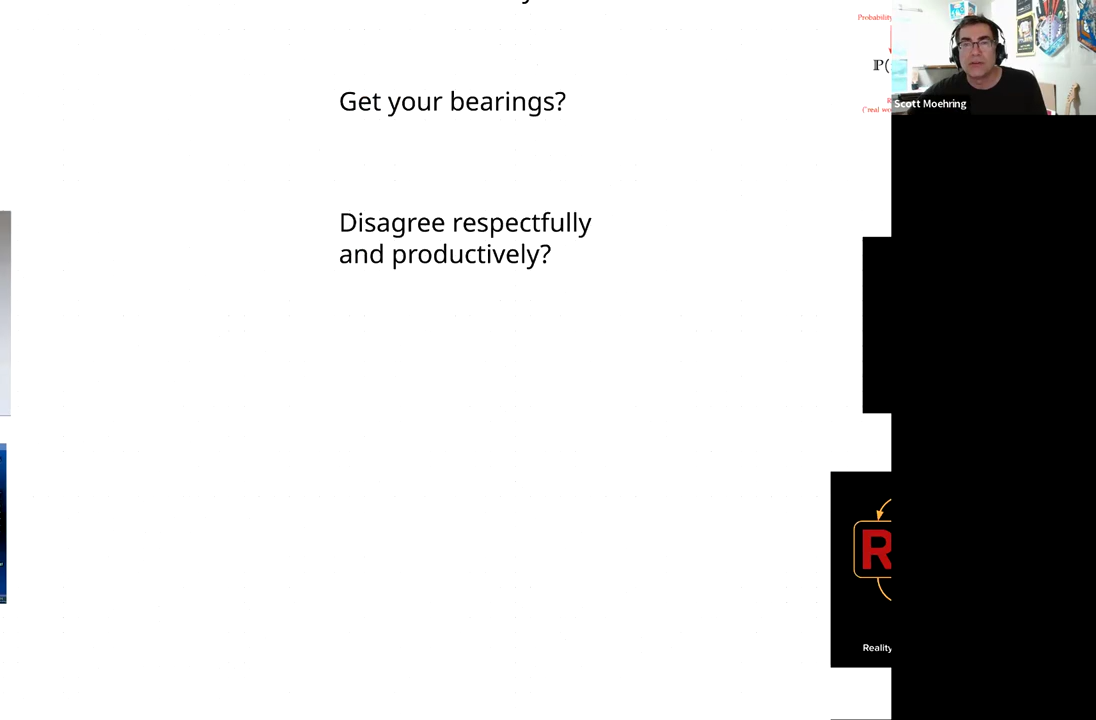 Probability
Scott Moehring
Get your bearings?
ℙ(
Disagree respectfully
and productively?
R
Reality